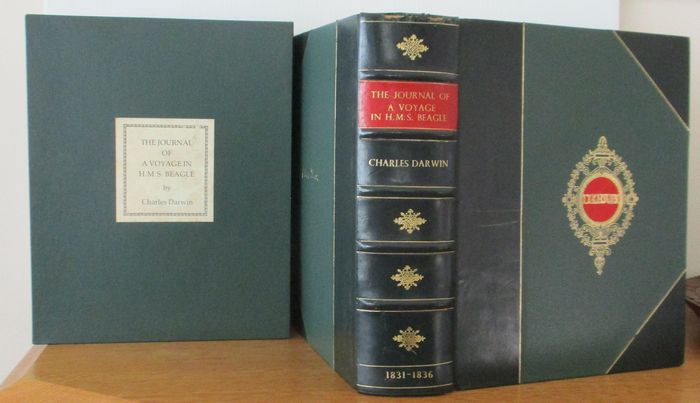 THE JOURNAL
OF
A VOYAGE IN
H.M.S. BEAGLE
by
Charles Darwin
THE JOURNAL OF
A VOYAGE
IN H.M.S. BEAGLE
CHARLES DARWIN
1831-1836